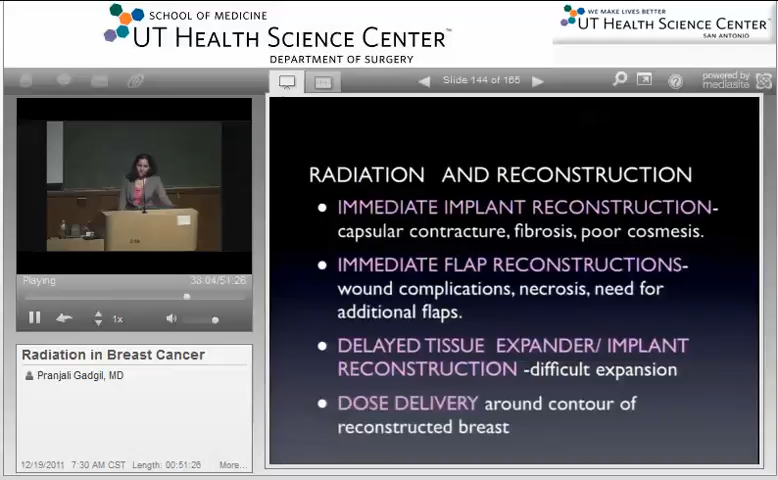 SCHOOL OF MEDICINE
UT HEALTH SCIENCE CENTER™
DEPARTMENT OF SURGERY
WE MAKE LIVES BETTER
UT HEALTH SCIENCE CENTER™
SAN ANTONIO
Slide 144 of 165
powered by
mediasite
Playing
38:04/51:26
1x
Radiation in Breast Cancer
Pranjali Gadgil, MD
12/19/2011 7:30 AM CST Length: 00:51:26 More...
RADIATION AND RECONSTRUCTION
• IMMEDIATE IMPLANT RECONSTRUCTION-
capsular contracture, fibrosis, poor cosmesis.
• IMMEDIATE FLAP RECONSTRUCTIONS-
wound complications, necrosis, need for
additional flaps.
• DELAYED TISSUE EXPANDER/ IMPLANT
RECONSTRUCTION -difficult expansion
• DOSE DELIVERY around contour of
reconstructed breast